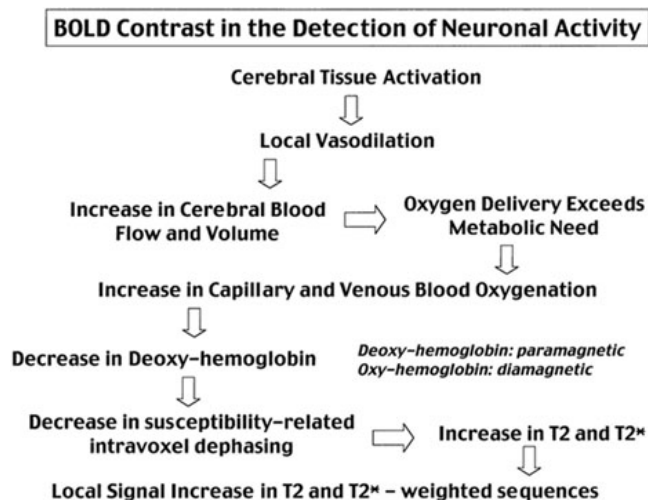 BOLD Contrast in the Detection of Neuronal Activity
Cerebral Tissue Activation
Local Vasodilation
Increase in Cerebral Blood
Flow and Volume
Oxygen Delivery Exceeds
Metabolic Need
Increase in Capillary and Venous Blood Oxygenation
Decrease in Deoxy-hemoglobin
Deoxy-hemoglobin: paramagnetic
Oxy-hemoglobin: diamagnetic
Decrease in susceptibility-related
intravoxel dephasing
Increase in T2 and T2*
Local Signal Increase in T2 and T2* - weighted sequences